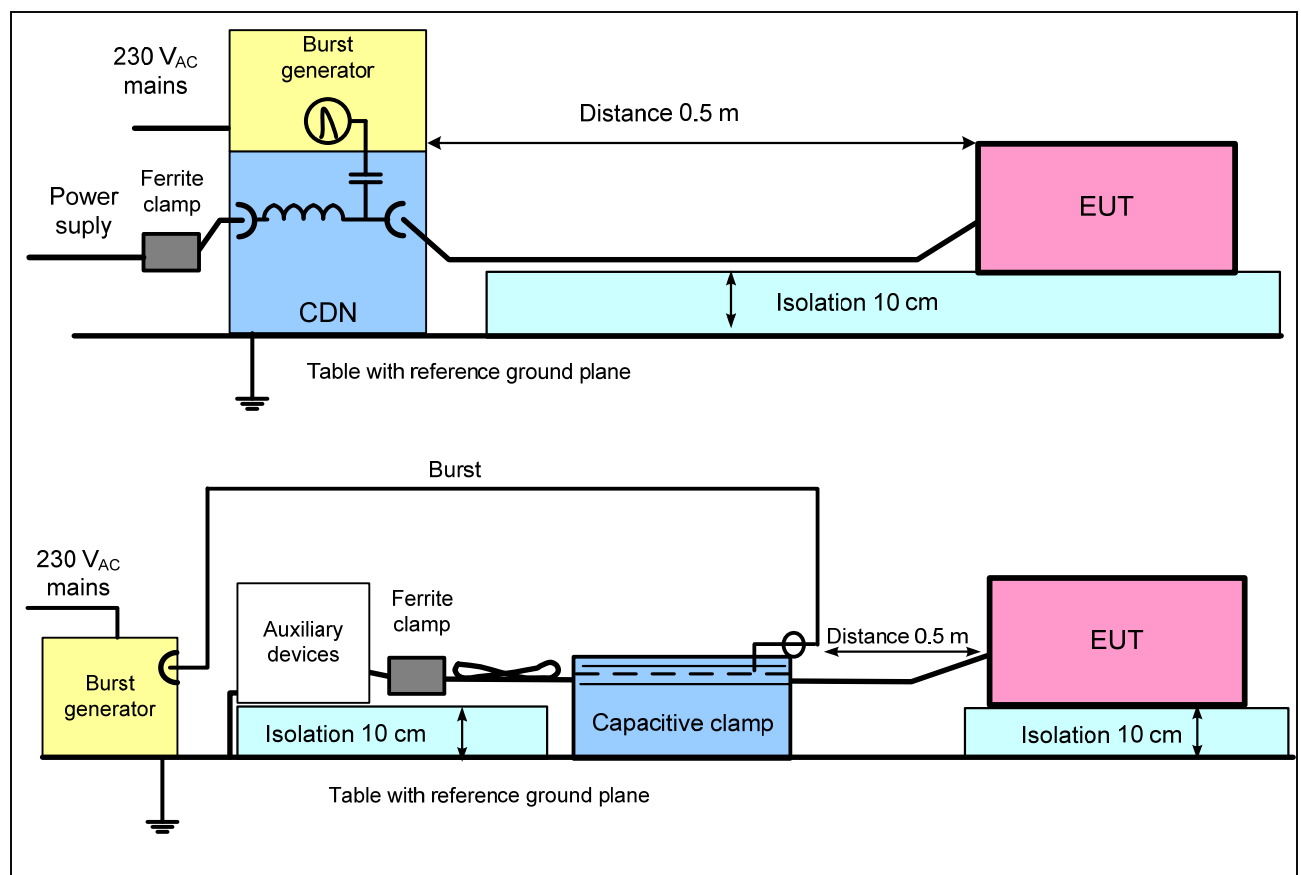 230 VAC
mains
Burst
generator
Distance 0.5 m
Power
suply
Ferrite
clamp
EUT
CDN
Isolation 10 cm
Table with reference ground plane
Burst
230 VAC
mains
Auxiliary
devices
Ferrite
clamp
Distance 0.5 m
EUT
Burst
generator
Capacitive clamp
Isolation 10 cm
Isolation 10 cm
Table with reference ground plane